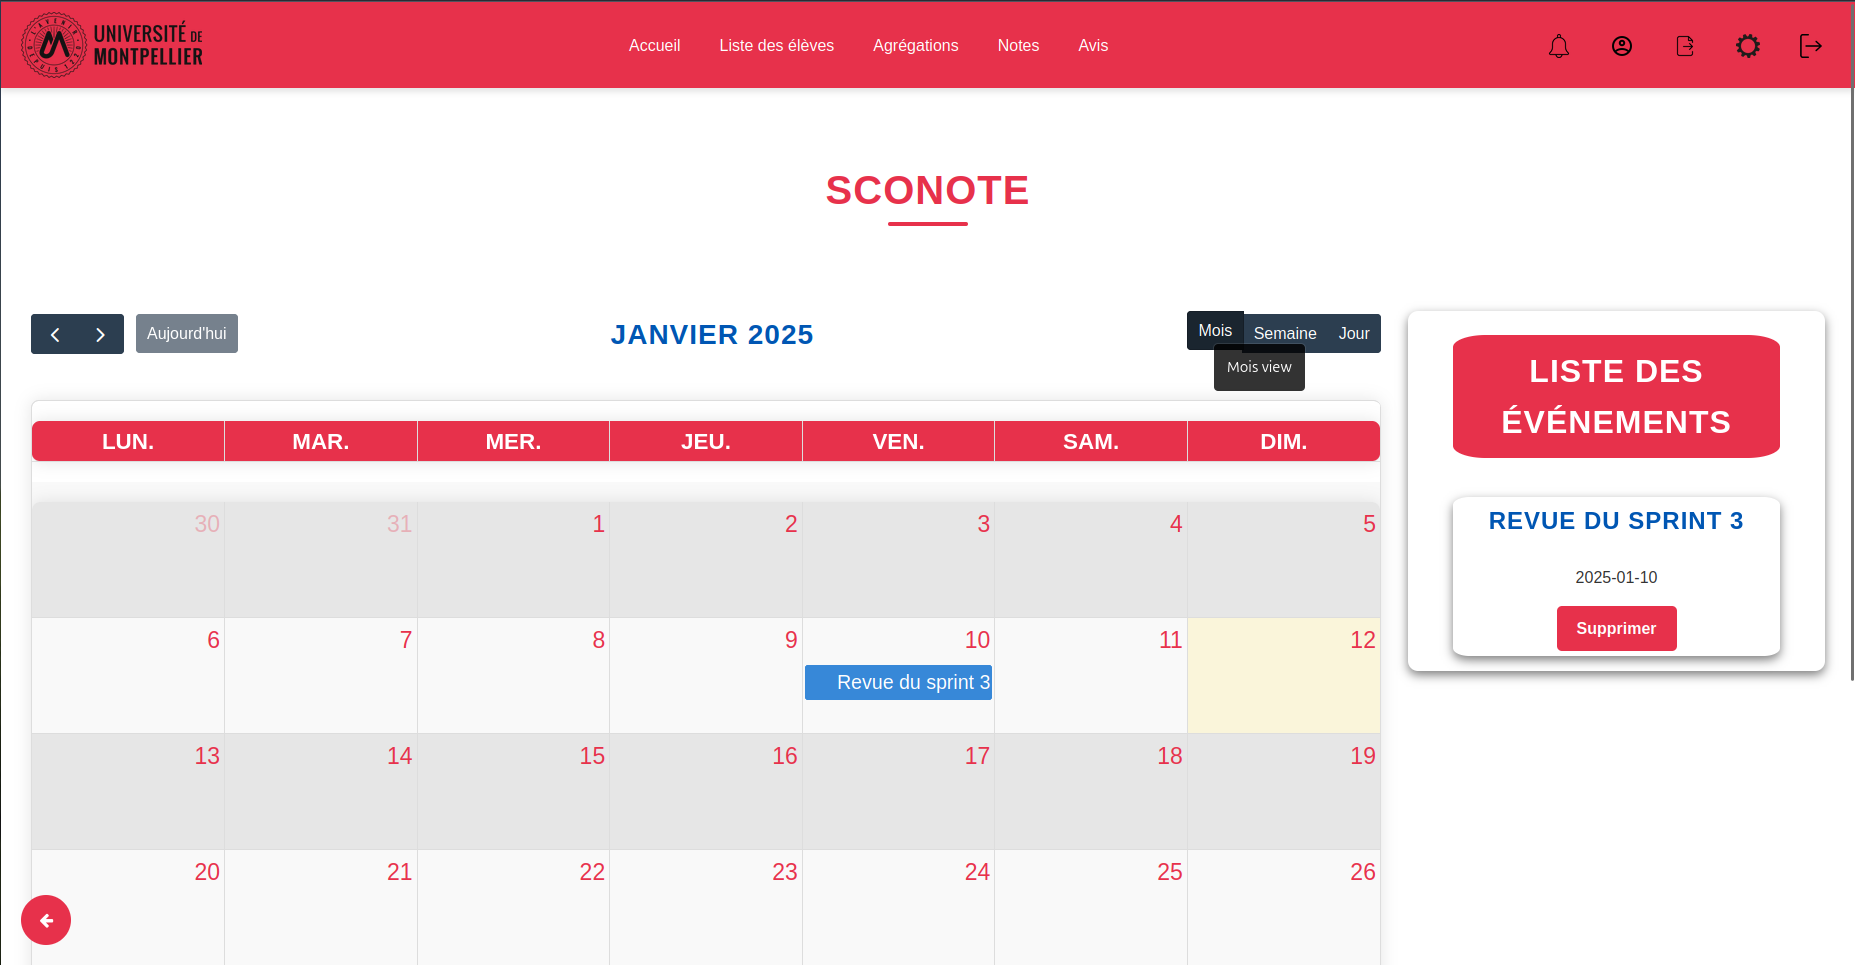 UNIVERSITÉ DE
MONTPELLIER
Accueil
Liste des élèves
Agrégations
Notes
Avis
SCONOTE
Aujourd'hui
JANVIER 2025
Mois
Semaine
Jour
Mois view
LUN.
MAR.
MER.
JEU.
VEN.
SAM.
DIM.
30
31
1
2
3
4
5
6
7
8
9
10
11
12
Revue du sprint 3
13
14
15
16
17
18
19
20
21
22
23
24
25
26
LISTE DES
ÉVÉNEMENTS
REVUE DU SPRINT 3
2025-01-10
Supprimer